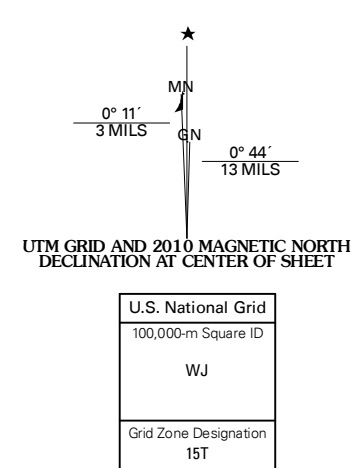 ★
MN
0° 11´
3 MILS
GN
0° 44´
13 MILS
UTM GRID AND 2010 MAGNETIC NORTH
DECLINATION AT CENTER OF SHEET
U.S. National Grid
100,000-m Square ID
WJ
Grid Zone Designation
15T